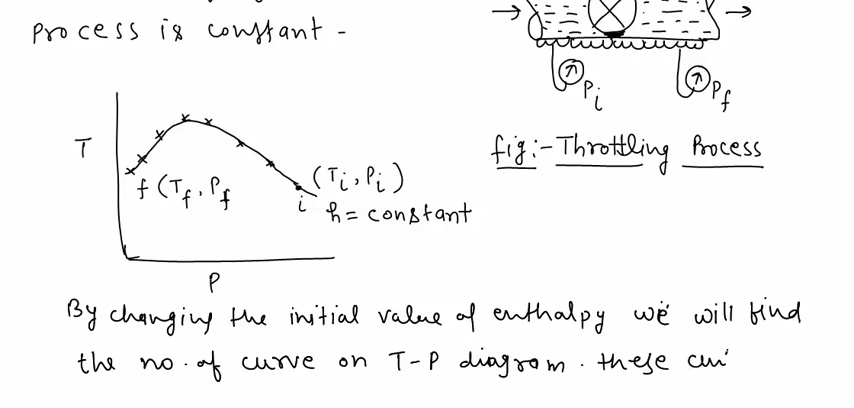 Process is constant -
Pi
Pf
fig:- Throttling Process
T
f (Tf, Pf
(Ti, Pi)
i
h = constant
P
By changing the initial value of enthalpy we will find
the no. of curve on T-P diagram. these